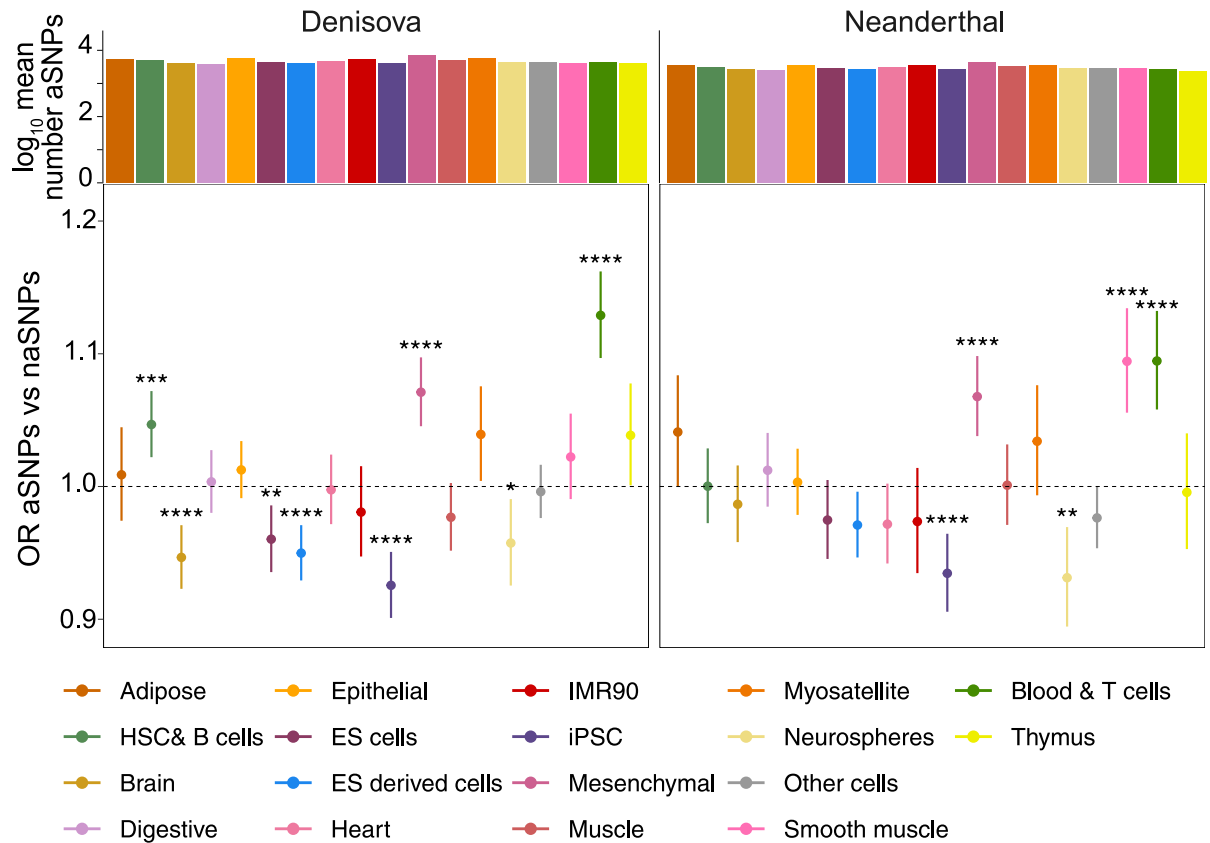 Denisova
Neanderthal
log10 mean
number aSNPs
4
2
0
OR aSNPs vs naSNPs
1.2
1.1
1.0
0.9
***
****
**
****
****
****
*
****
****
****
**
****
****
Adipose
Epithelial
IMR90
Myosatellite
Blood & T cells
HSC& B cells
ES cells
iPSC
Neurospheres
Thymus
Brain
ES derived cells
Mesenchymal
Other cells
Digestive
Heart
Muscle
Smooth muscle